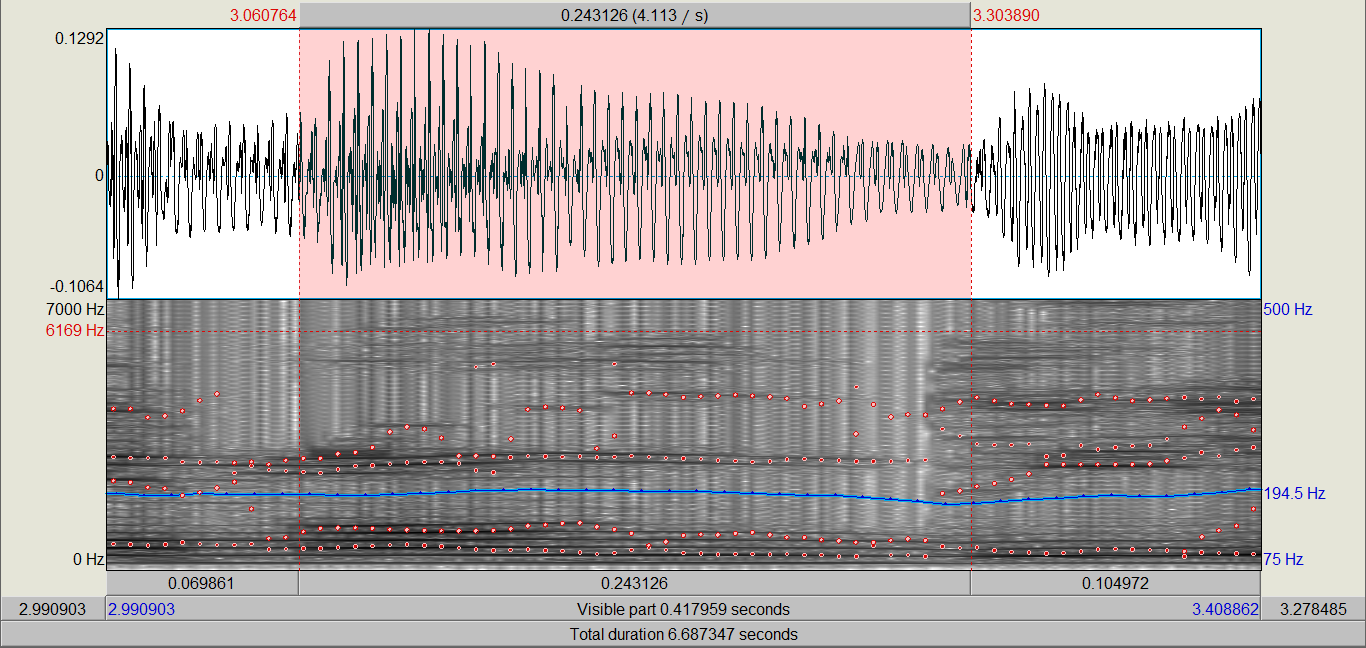 3.060764 0.243126 (4.113 / s) 3.303890
0.1292
0
-0.1064
7000 Hz 500 Hz
6169 Hz
194.5 Hz
0 Hz 75 Hz
0.069861 0.243126 0.104972
2.990903 2.990903 Visible part 0.417959 seconds 3.408862 3.278485
Total duration 6.687347 seconds